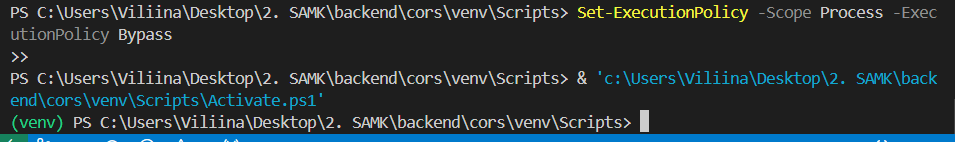 PS C:\Users\Viliina\Desktop\2. SAMK\backend\cors\venv\Scripts> Set-ExecutionPolicy -Scope Process -Exec
utionPolicy Bypass
>>
PS C:\Users\Viliina\Desktop\2. SAMK\backend\cors\venv\Scripts> & 'c:\Users\Viliina\Desktop\2. SAMK\back
end\cors\venv\Scripts\Activate.ps1'
(venv) PS C:\Users\Viliina\Desktop\2. SAMK\backend\cors\venv\Scripts>